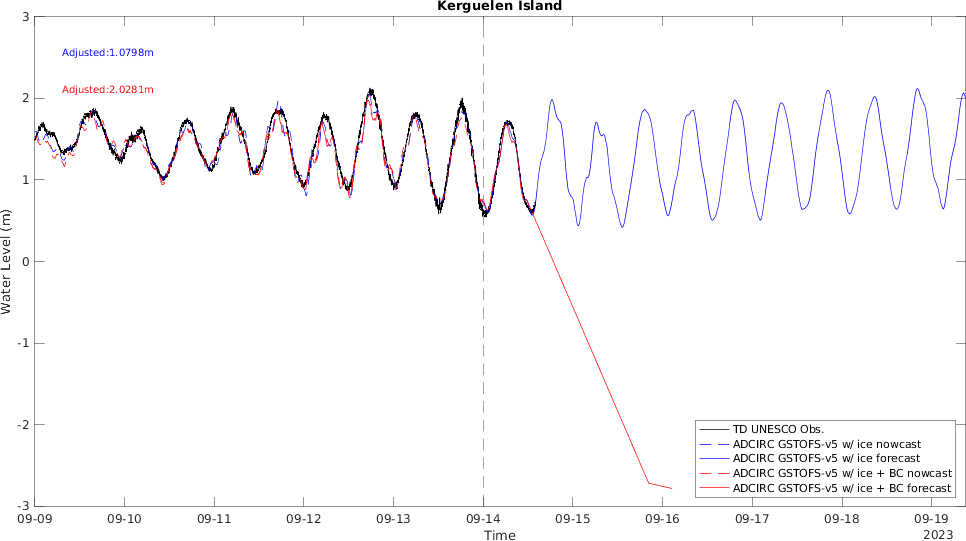 Kerguelen Island
Adjusted:1.0798m
Adjusted:2.0281m
Water Level (m)
3
2
1
0
-1
-2
-3
TD UNESCO Obs.
ADCIRC GSTOFS-v5 w/ ice nowcast
ADCIRC GSTOFS-v5 w/ ice forecast
ADCIRC GSTOFS-v5 w/ ice + BC nowcast
ADCIRC GSTOFS-v5 w/ ice + BC forecast
09-09 09-10 09-11 09-12 09-13 09-14 09-15 09-16 09-17 09-18 09-19
Time
2023